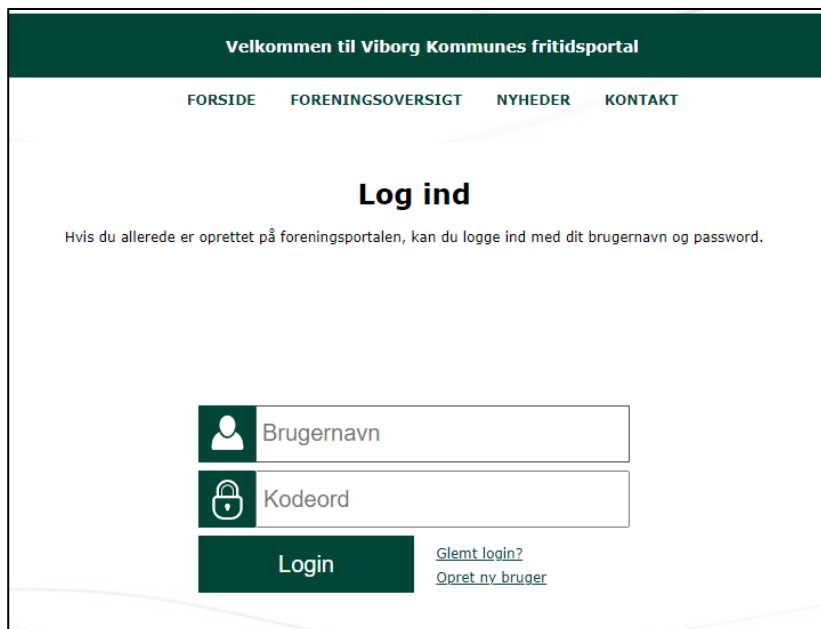 Velkommen til Viborg Kommunes fritidsportal
FORSIDE FORENINGSOVERSIGT NYHEDER KONTAKT
Log ind
Hvis du allerede er oprettet på foreningsportalen, kan du logge ind med dit brugernavn og password.
Brugernavn
Kodeord
Login
Glemt login?
Opret ny bruger